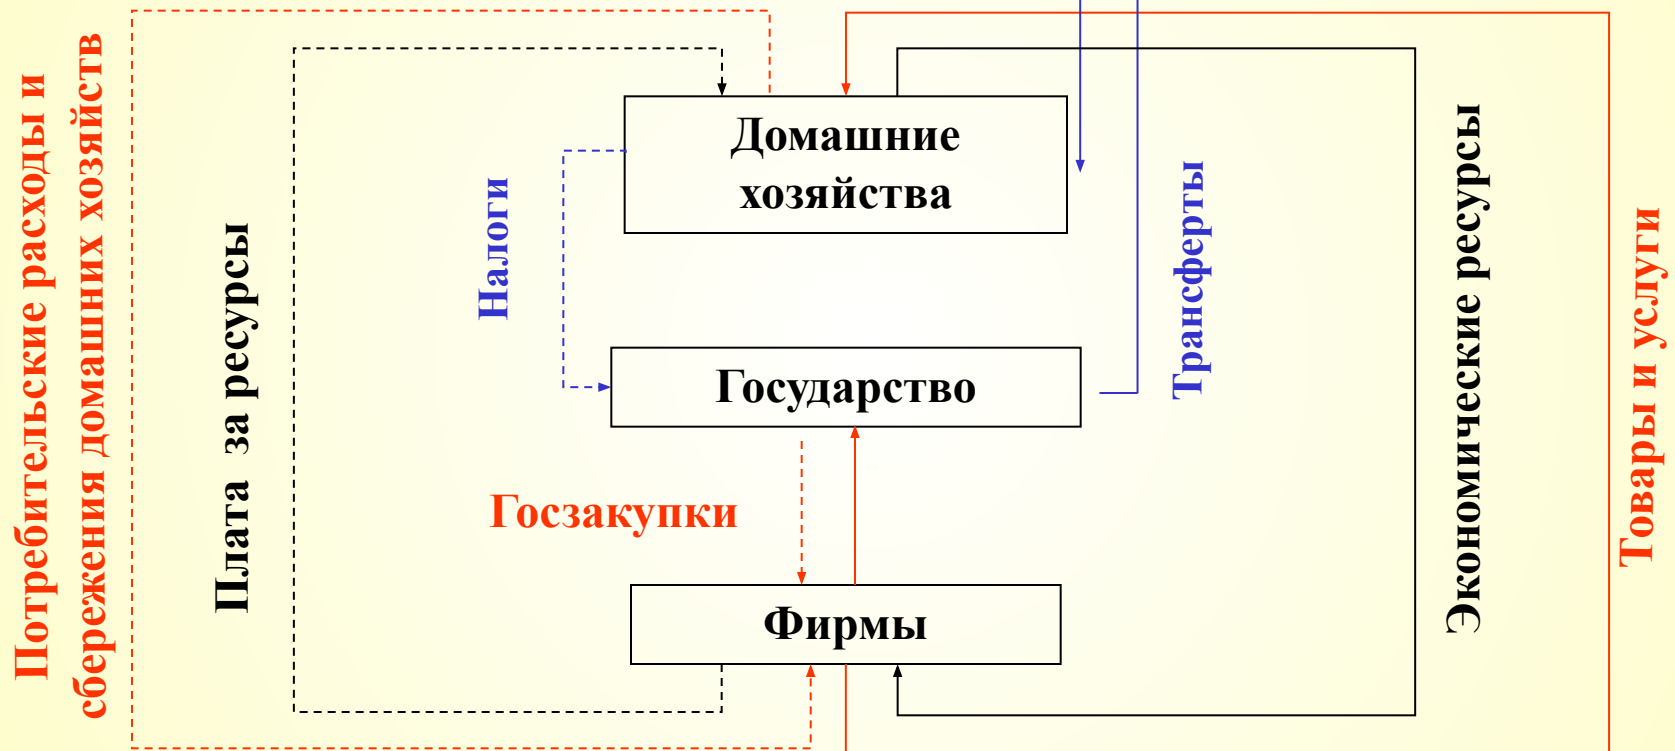 Потребительские расходы и
сбережения домашних хозяйств
Плата за ресурсы
Налоги
Домашние
хозяйства
Государство
Госзакупки
Фирмы
Трансферты
Экономические ресурсы
Товары и услуги